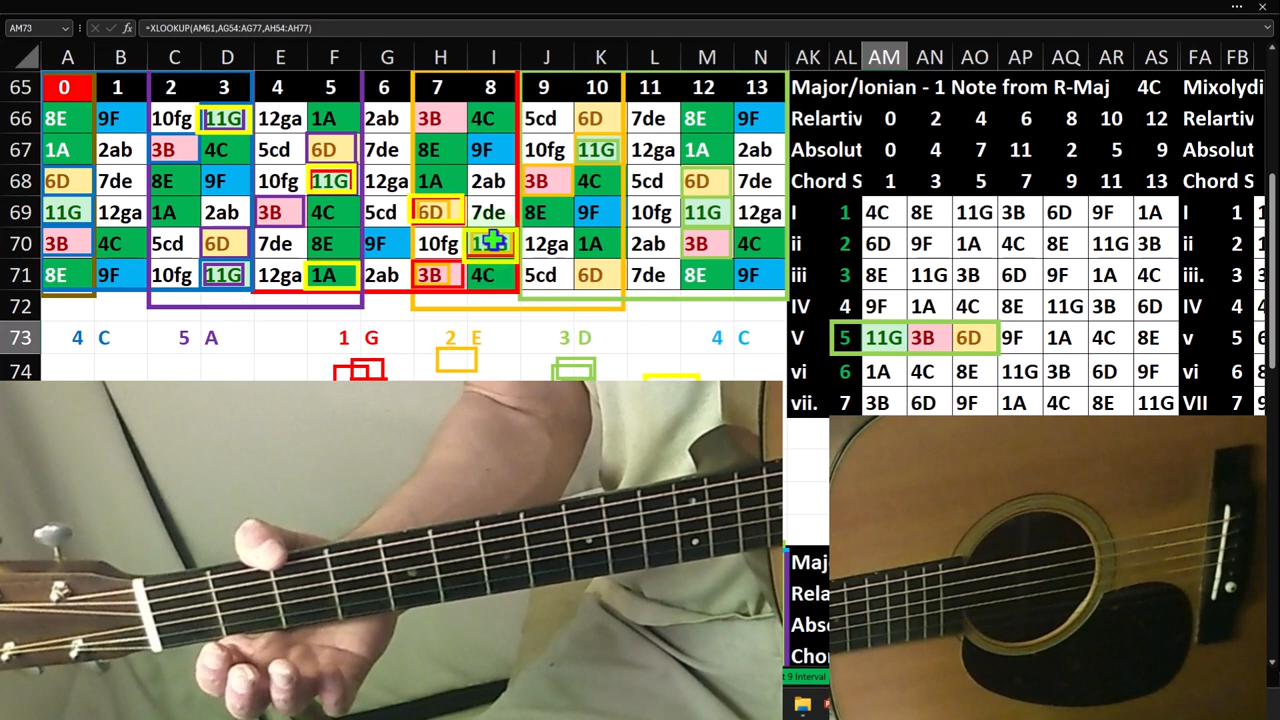 AM73 fx =XLOOKUP(AM61,AG54:AG77,AH54:AH77)
A B C D E F G H I J K L M N AK AL AM AN AO AP AQ AR AS FA FB
65 0 1 2 3 4 5 6 7 8 9 10 11 12 13 Major/Ionian - 1 Note from R-Maj 4C Mixolydi
66 8E 9F 10fg 11G 12ga 1A 2ab 3B 4C 5cd 6D 7de 8E 9F Relartiv 0 2 4 6 8 10 12 Relartiv
67 1A 2ab 3B 4C 5cd 6D 7de 8E 9F 10fg 11G 12ga 1A 2ab Absolut 0 4 7 11 2 5 9 Absolut
68 6D 7de 8E 9F 10fg 11G 12ga 1A 2ab 3B 4C 5cd 6D 7de Chord S 1 3 5 7 9 11 13 Chord S
69 11G 12ga 1A 2ab 3B 4C 5cd 6D 7de 8E 9F 10fg 11G 12ga I 1 4C 8E 11G 3B 6D 9F 1A I 1
70 3B 4C 5cd 6D 7de 8E 9F 10fg 12ga 1A 2ab 3B 4C ii 2 6D 9F 1A 4C 8E 11G 3B ii 2
71 8E 9F 10fg 11G 12ga 1A 2ab 3B 4C 5cd 6D 7de 8E 9F iii 3 8E 11G 3B 6D 9F 1A 4C iii. 3
72 IV 4 9F 1A 4C 8E 11G 3B 6D IV 4
73 4 C 5 A 1 G 2 E 3 D 4 C V 5 11G 3B 6D 9F 1A 4C 8E v 5
74 vi 6 1A 4C 8E 11G 3B 6D 9F vi 6
vii. 7 3B 6D 9F 1A 4C 8E 11G VII 7
Maj
Rela
Abs
Cho
9 Interval